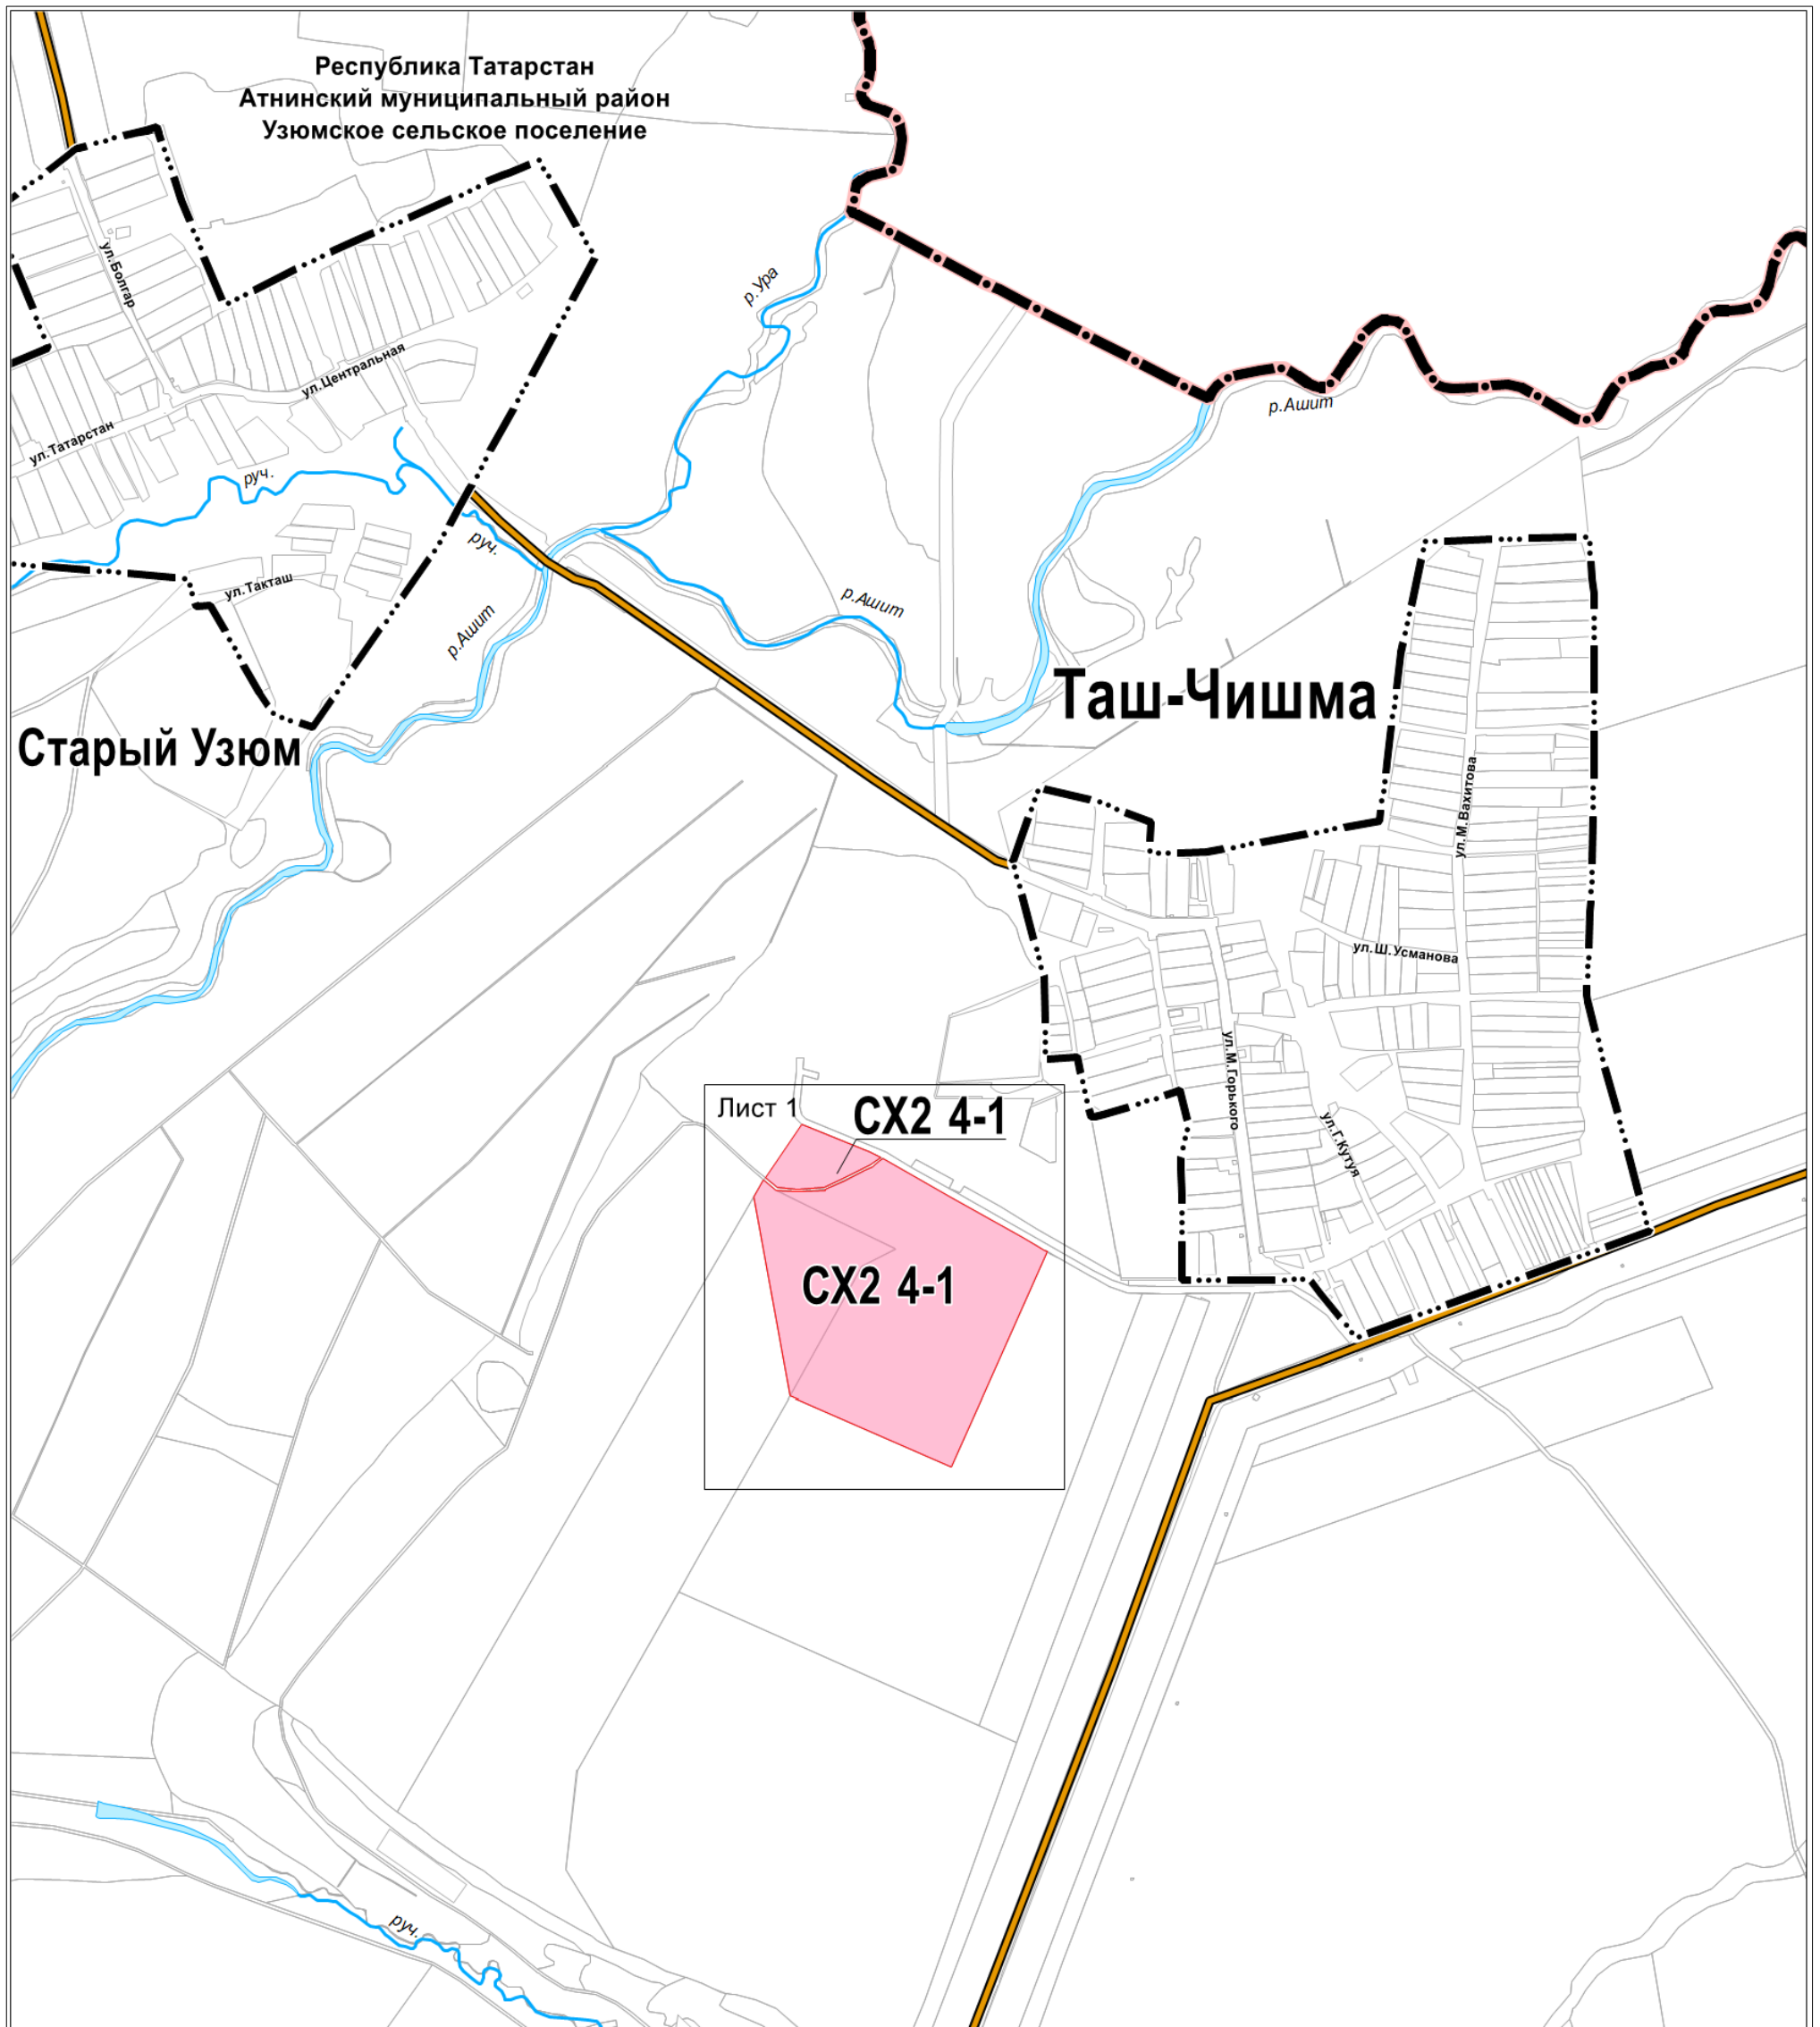 Республика Татарстан
Атнинский муниципальный район
Узюмское сельское поселение
ул.Болгар
р.Ура
ул.Центральная
р.Ашит
ул.Татарстан
руч.
руч.
ул.Такташ
р.Ашит
р.Ашит
Таш-Чишма
Старый Узюм
ул.М.Вахитова
ул.Ш.Усманова
ул.М.Горького
Лист 1
СХ2 4-1
ул.Г.Кутуя
СХ2 4-1
руч.